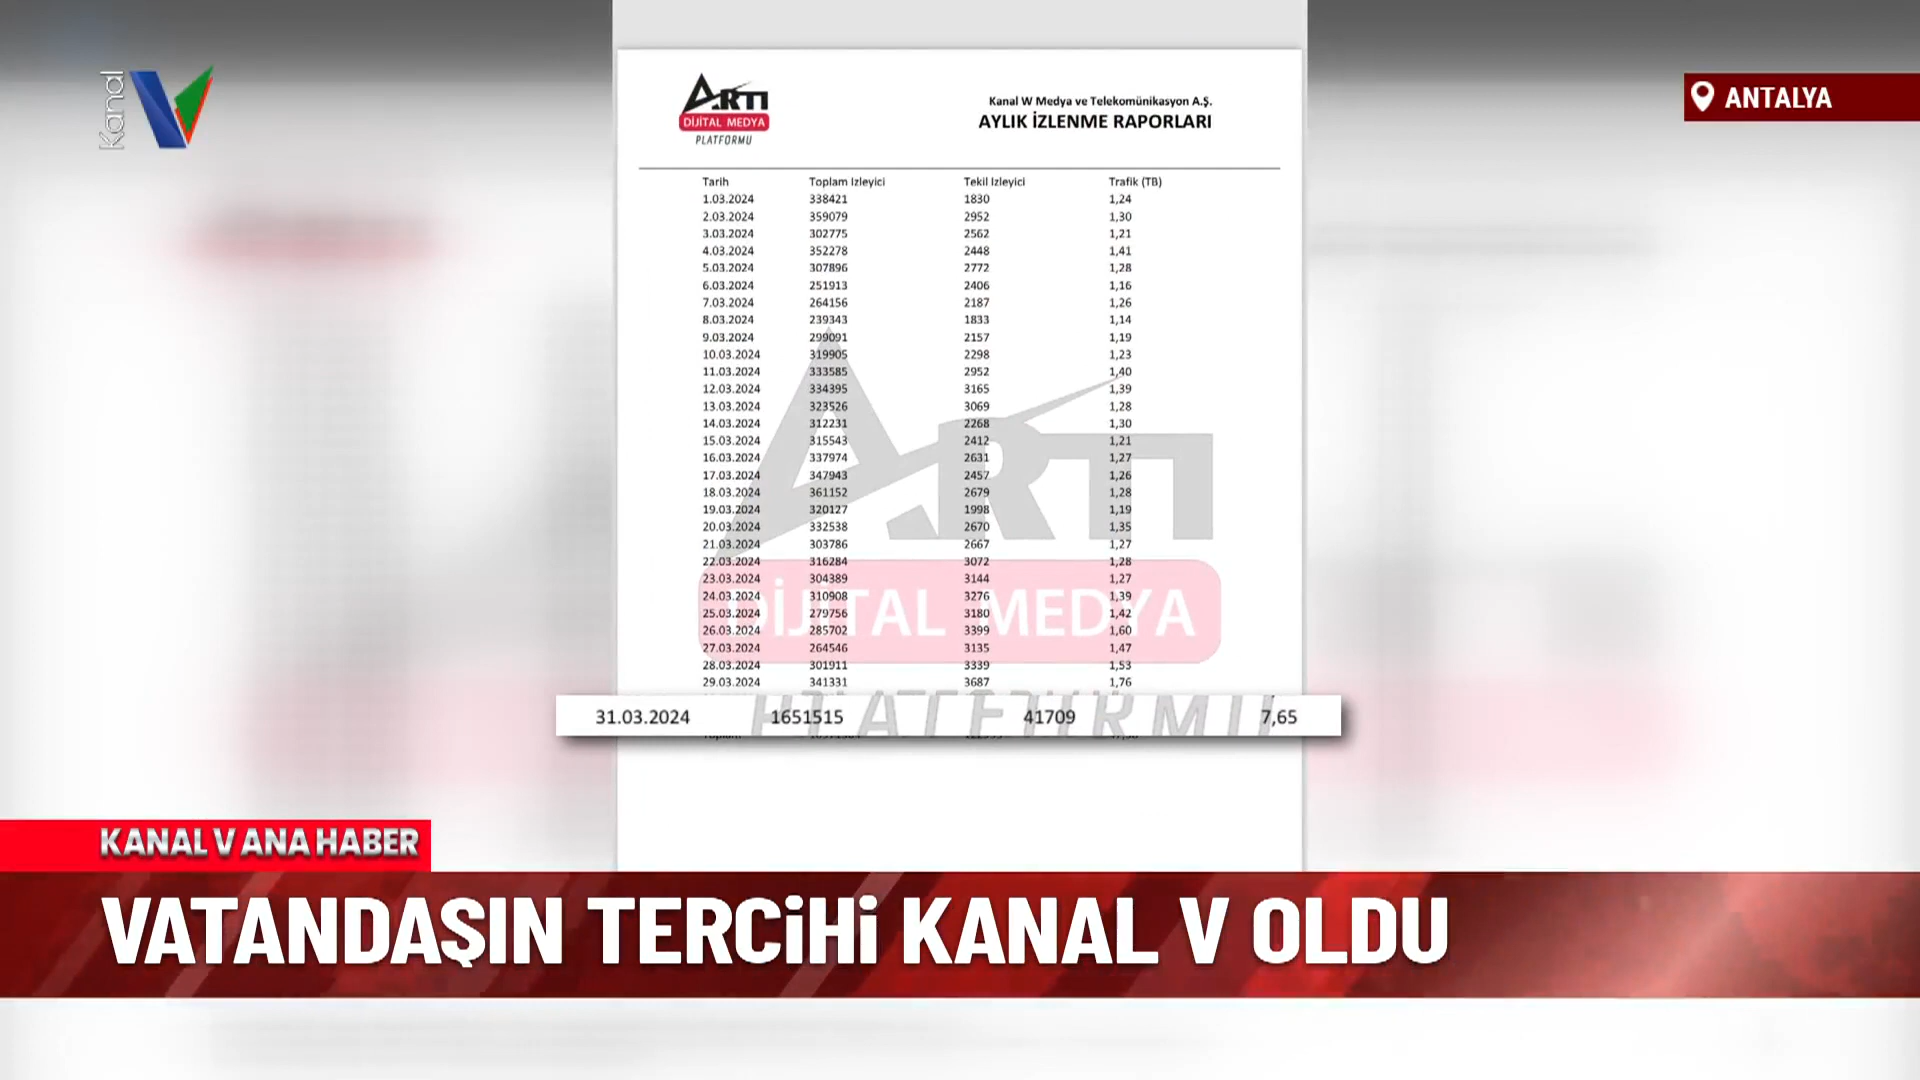 Kanal V
ANTALYA
ARTI
DİJİTAL MEDYA
PLATFORMU
Kanal W Medya ve Telekomünikasyon A.Ş.
AYLIK İZLENME RAPORLARI
Tarih Toplam Izleyici Tekil Izleyici Trafik (TB)
1.03.2024 338421 1830 1,24
2.03.2024 359079 2952 1,30
3.03.2024 302775 2562 1,21
4.03.2024 352278 2448 1,41
5.03.2024 307896 2772 1,28
6.03.2024 251913 2406 1,16
7.03.2024 264156 2187 1,26
8.03.2024 239343 1833 1,14
9.03.2024 299091 2157 1,19
10.03.2024 319905 2298 1,23
11.03.2024 333585 2952 1,40
12.03.2024 334395 3165 1,39
13.03.2024 323526 3069 1,28
14.03.2024 312231 2268 1,30
15.03.2024 315543 2412 1,21
16.03.2024 337974 2631 1,27
17.03.2024 347943 2457 1,26
18.03.2024 361152 2679 1,28
19.03.2024 320127 1998 1,19
20.03.2024 332538 2670 1,35
21.03.2024 303786 2667 1,27
22.03.2024 316284 3072 1,28
23.03.2024 304389 3144 1,27
24.03.2024 310908 3276 1,39
25.03.2024 279756 3180 1,42
26.03.2024 285702 3399 1,60
27.03.2024 264546 3135 1,47
28.03.2024 301911 3339 1,53
29.03.2024 341331 3687 1,76
31.03.2024 1651515 41709 7,65
ARTI
DİJİTAL MEDYA
PLATFORMU
KANAL V ANA HABER
VATANDAŞIN TERCİHİ KANAL V OLDU